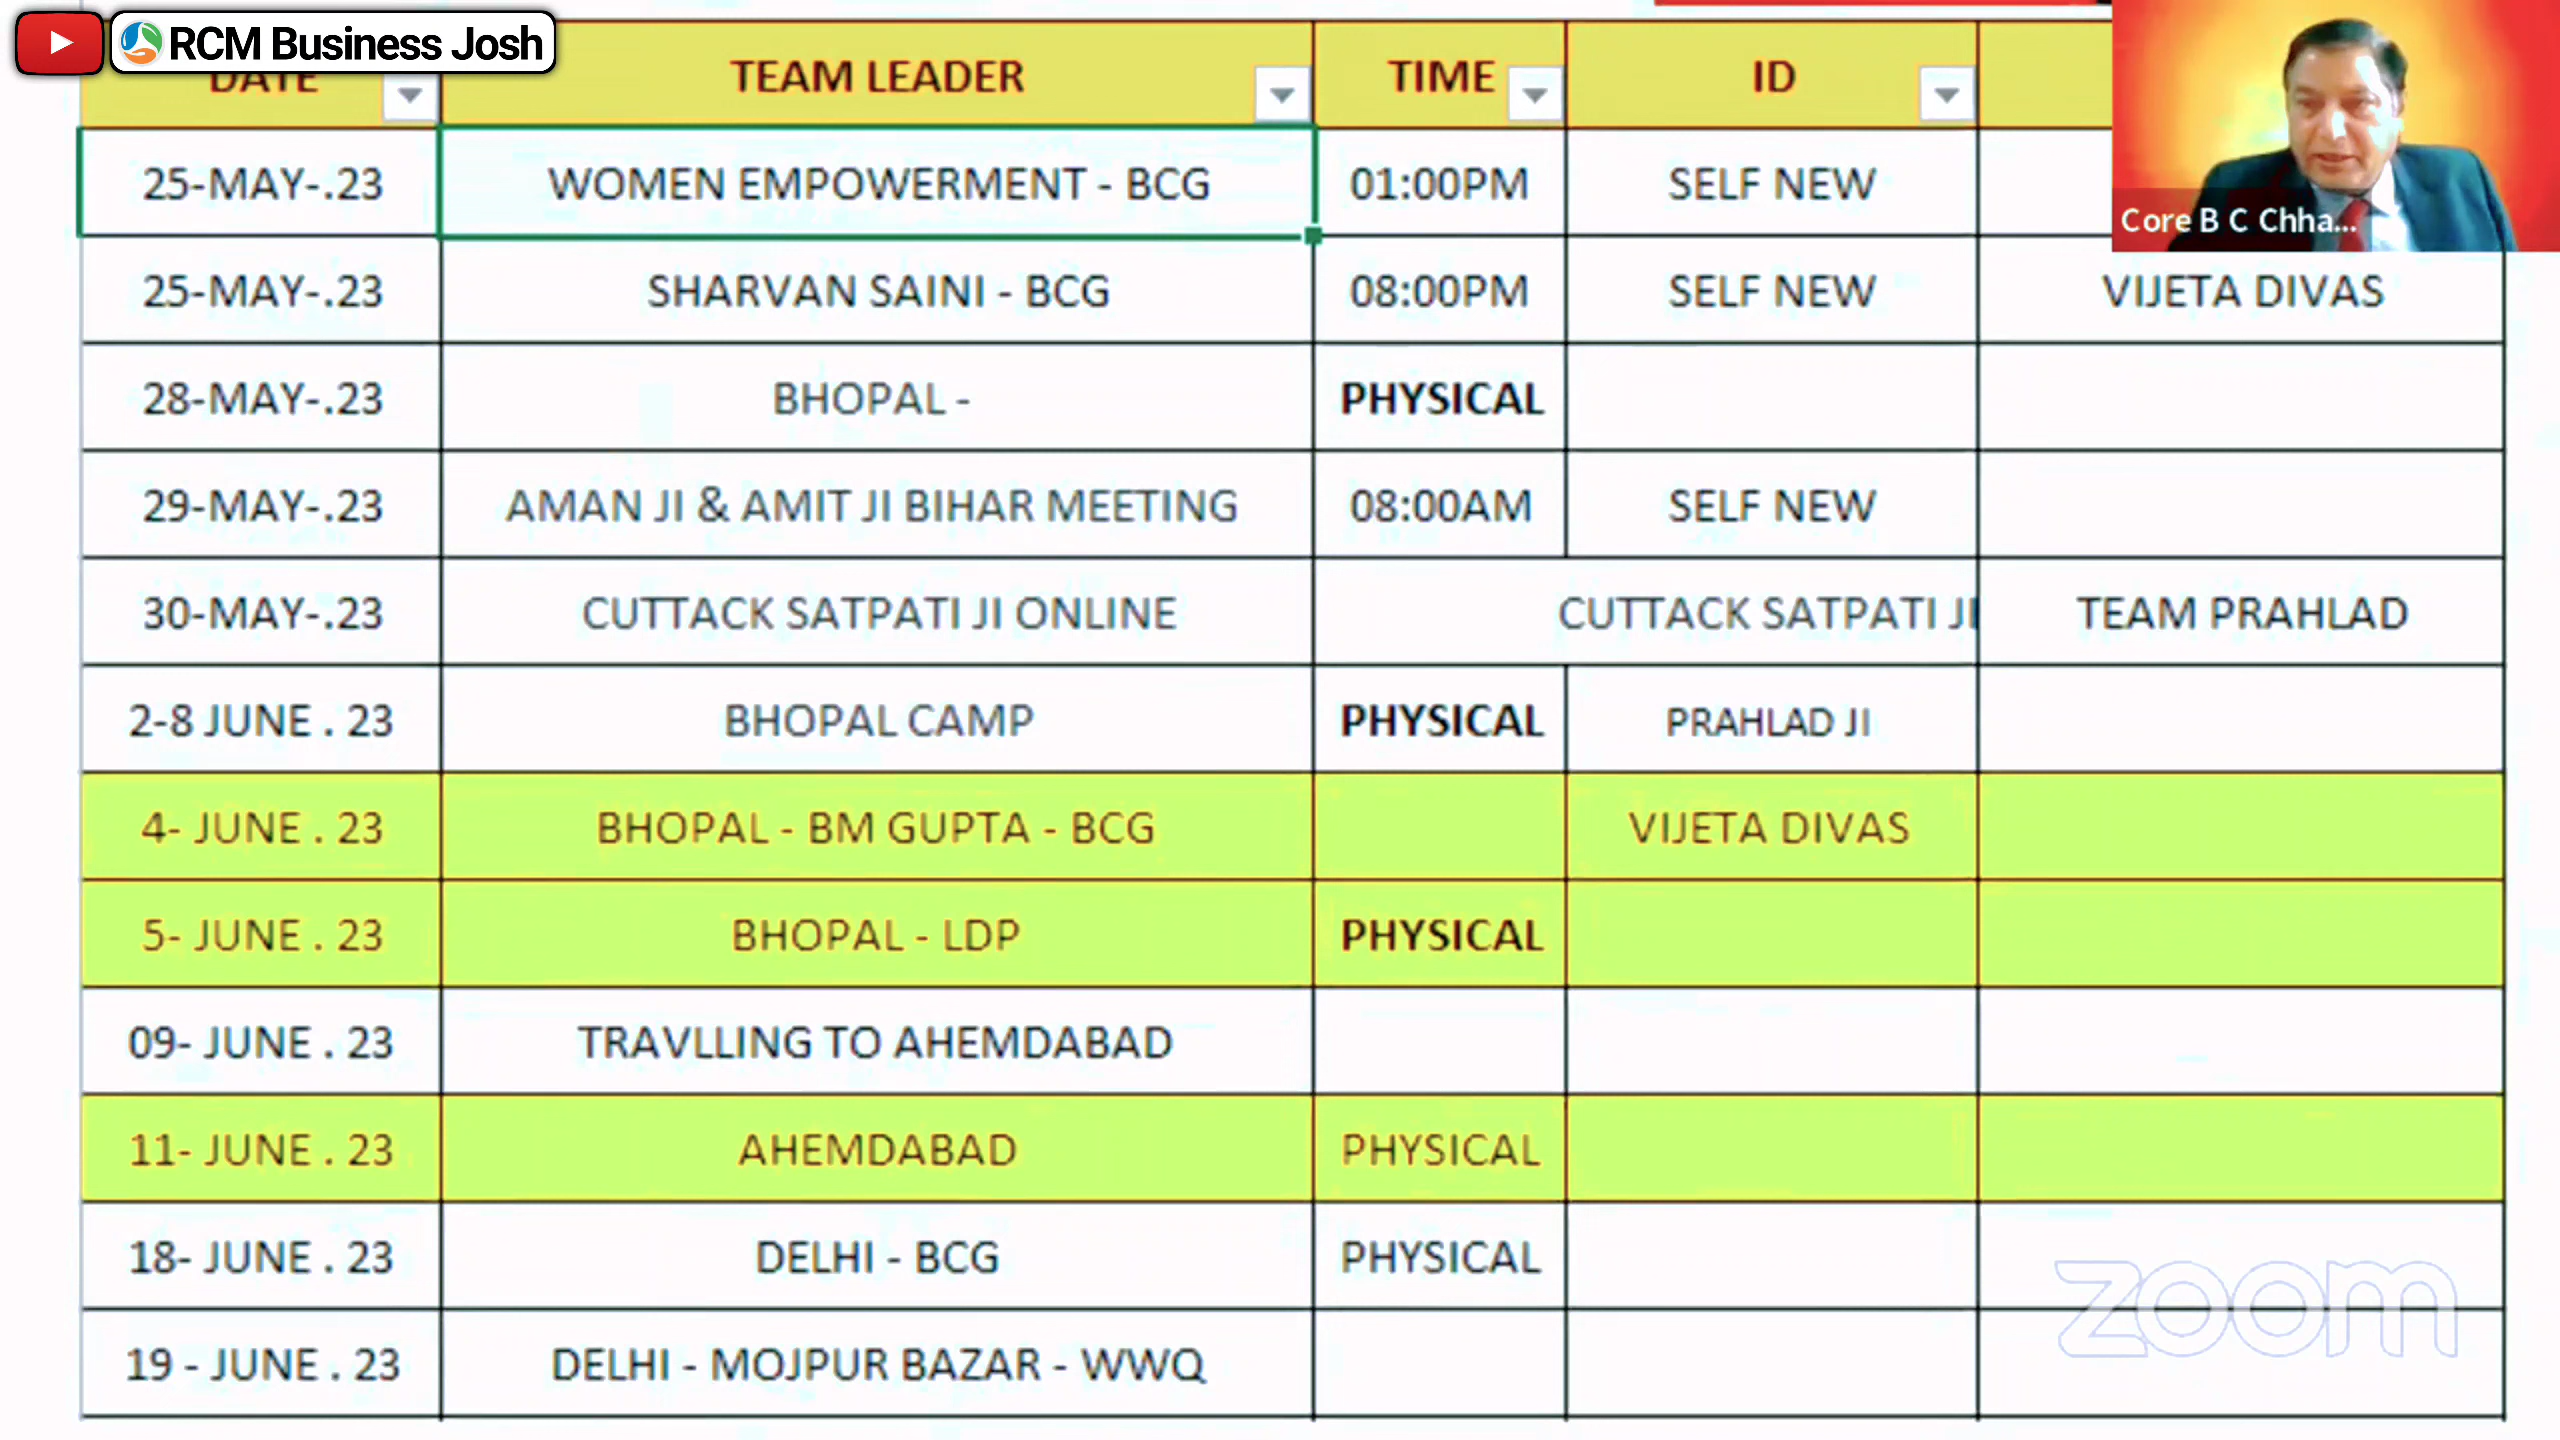 RCM Business Josh
DATE TEAM LEADER TIME ID
25-MAY-.23 WOMEN EMPOWERMENT - BCG 01:00PM SELF NEW
Core B C Chha...
25-MAY-.23 SHARVAN SAINI - BCG 08:00PM SELF NEW VIJETA DIVAS
28-MAY-.23 BHOPAL - PHYSICAL
29-MAY-.23 AMAN JI & AMIT JI BIHAR MEETING 08:00AM SELF NEW
30-MAY-.23 CUTTACK SATPATI JI ONLINE CUTTACK SATPATI JI TEAM PRAHLAD
2-8 JUNE . 23 BHOPAL CAMP PHYSICAL PRAHLAD JI
4- JUNE . 23 BHOPAL - BM GUPTA - BCG VIJETA DIVAS
5- JUNE . 23 BHOPAL - LDP PHYSICAL
09- JUNE . 23 TRAVLLING TO AHEMDABAD
11- JUNE . 23 AHEMDABAD PHYSICAL
18- JUNE . 23 DELHI - BCG PHYSICAL
zoom
19 - JUNE . 23 DELHI - MOJPUR BAZAR - WWQ